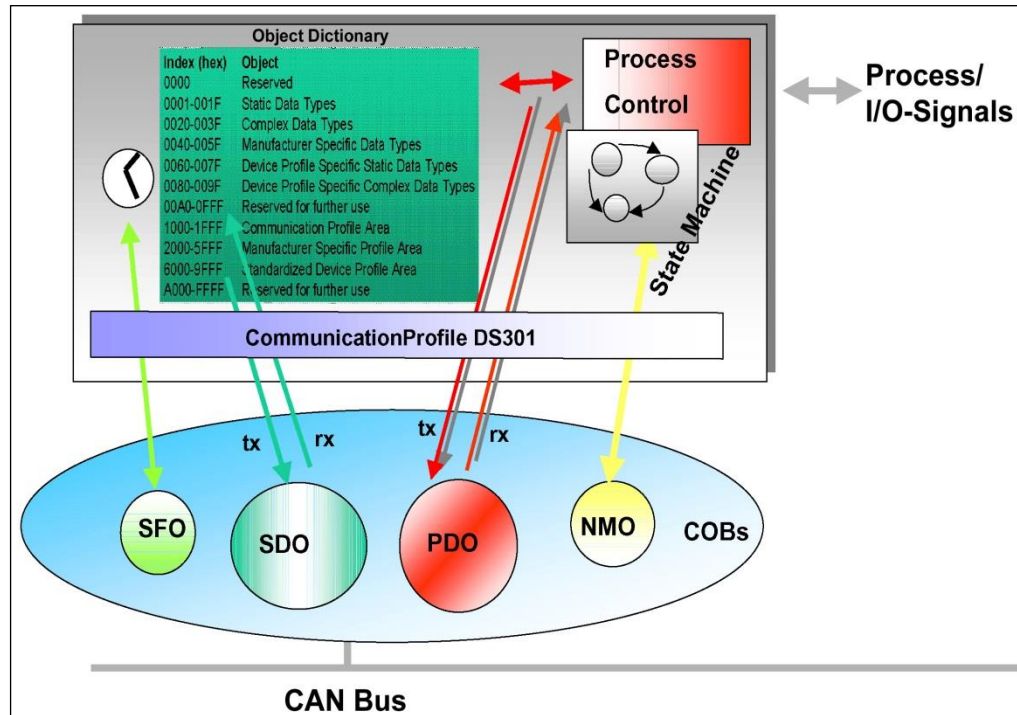 Object Dictionary
Index (hex) Object
0000 Reserved
0001-001F Static Data Types
0020-003F Complex Data Types
0040-005F Manufacturer Specific Data Types
0060-007F Device Profile Specific Static Data Types
0080-009F Device Profile Specific Complex Data Types
00A0-0FFF Reserved for further use
1000-1FFF Communication Profile Area
2000-5FFF Manufacturer Specific Profile Area
6000-9FFF Standardized Device Profile Area
A000-FFFF Reserved for further use
Process
Control
Process/
I/O-Signals
State Machine
CommunicationProfile DS301
tx
rx
tx
rx
SFO
SDO
PDO
NMO
COBs
CAN Bus